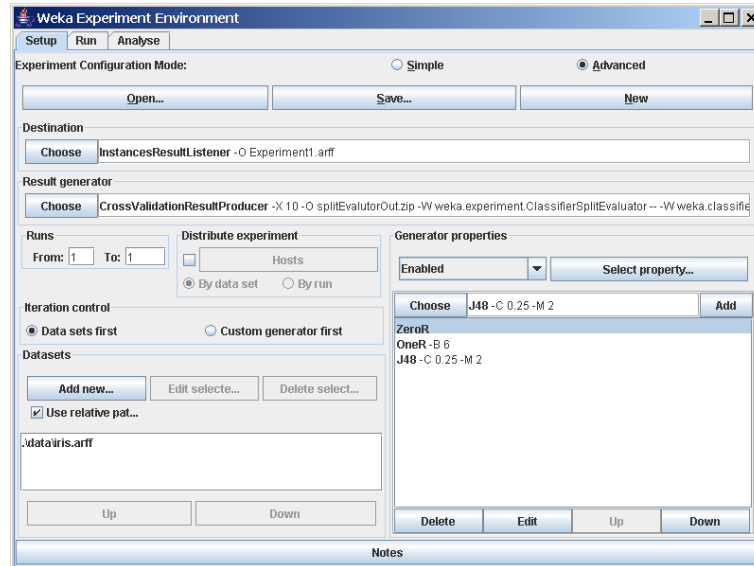 Weka Experiment Environment
Setup Run Analyse
Experiment Configuration Mode: Simple Advanced
Open... Save... New
Destination
Choose InstancesResultListener -O Experiment1.arff
Result generator
Choose CrossValidationResultProducer -X 10 -O splitEvalutorOut.zip -W weka.experiment.ClassifierSplitEvaluator -- -W weka.classifie
Runs
From: 1 To: 1
Distribute experiment
Hosts
By data set By run
Generator properties
Enabled Select property...
Iteration control
Data sets first Custom generator first
Choose J48 -C 0.25 -M 2 Add
ZeroR
OneR -B 6
J48 -C 0.25 -M 2
Datasets
Add new... Edit selecte... Delete select...
Use relative pat...
.\data\iris.arff
Up Down
Delete Edit Up Down
Notes